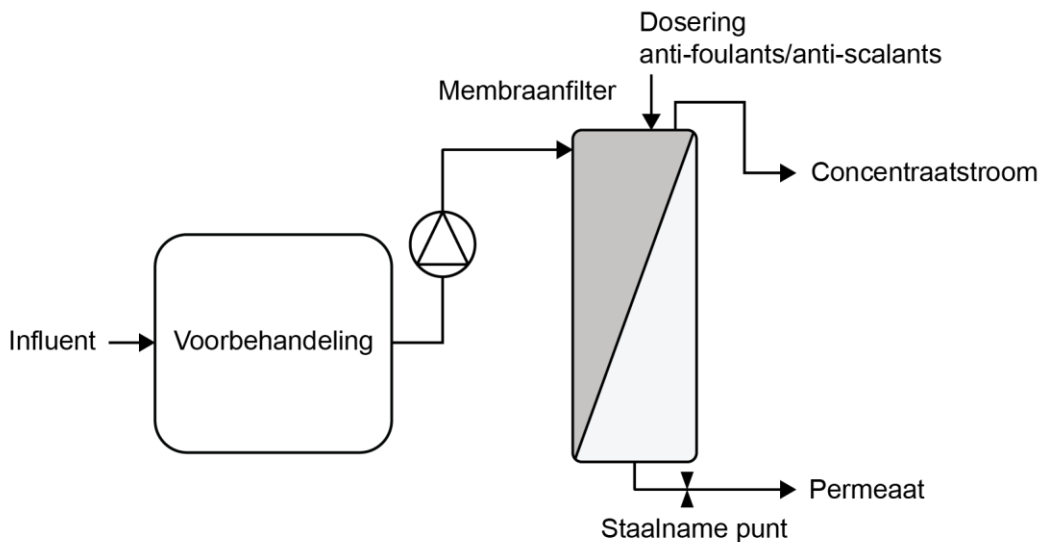 Dosering
anti-foulants/anti-scalants
Membraanfilter
Concentraatstroom
Influent
Voorbehandeling
Permeaat
Staalname punt